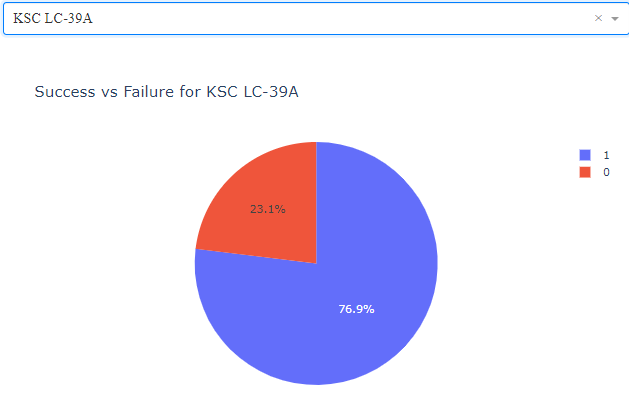 KSC LC-39A
Success vs Failure for KSC LC-39A
1
0
23.1%
76.9%